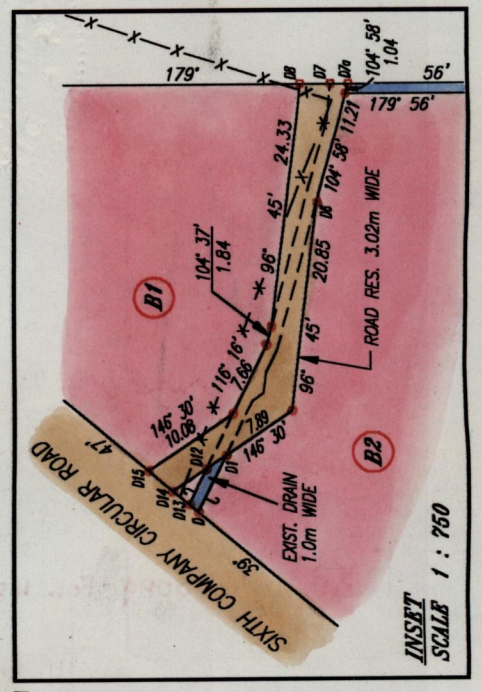 179°
D8
D7
D7a
104° 58'
1.04
56'
179° 56'
24.33
11.21
104° 58'
D6
45'
20.85
104° 37'
1.84
96°
ROAD RES. 3.02m WIDE
B1
16'
116°
7.66
45'
96°
146° 30'
10.08
7.89
146° 30'
D15
D14
D13
D12
D1
47'
39°
SIXTH COMPANY CIRCULAR ROAD
EXIST. DRAIN
1.0m WIDE
B2
INSET
SCALE 1 : 750